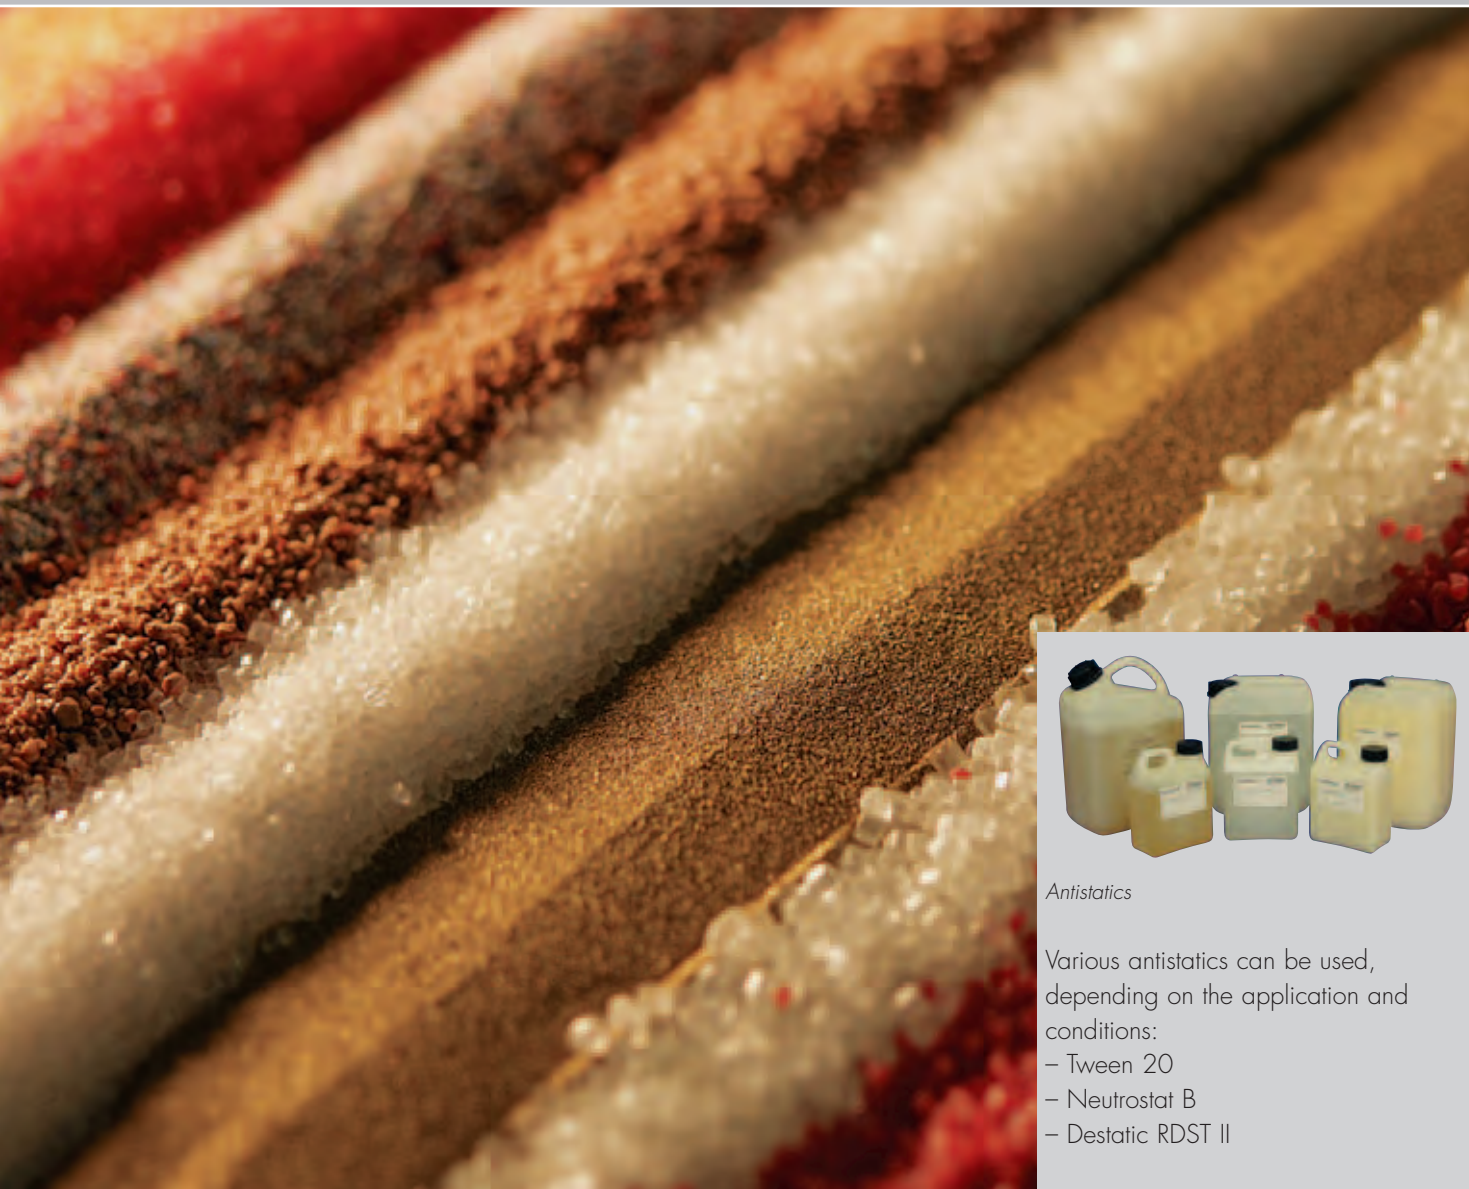 Antistatics
Various antistatics can be used,
depending on the application and
conditions:
– Tween 20
– Neutrostat B
– Destatic RDST II